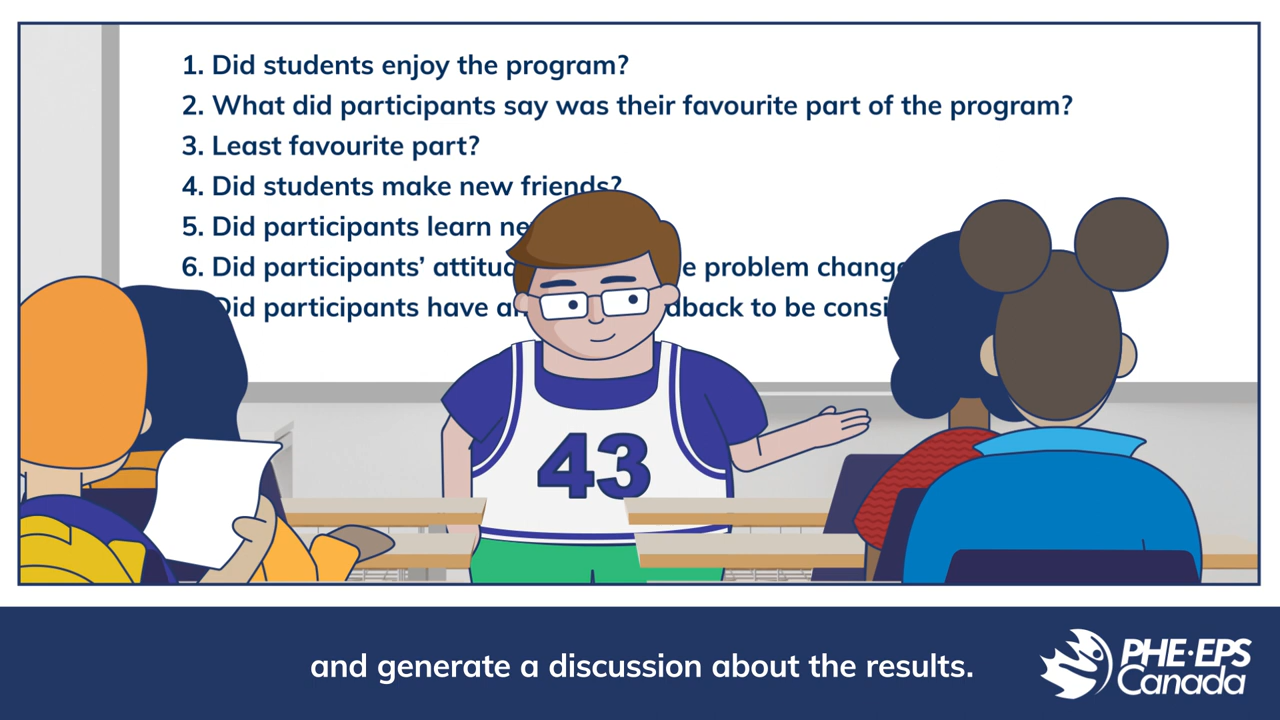 1. Did students enjoy the program?
2. What did participants say was their favourite part of the program?
3. Least favourite part?
4. Did students make new friends?
5. Did participants learn
6. Did participants’ problem
Did participants have to be
43
and generate a discussion about the results.
PHE·EPS
Canada